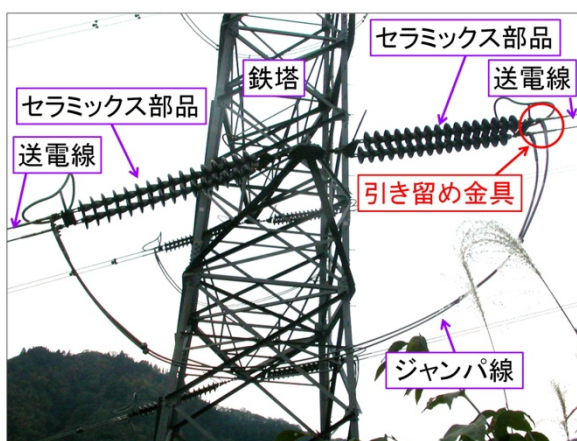 セラミックス部品
送電線
鉄塔
セラミックス部品
送電線
引き留め金具
ジャンパ線